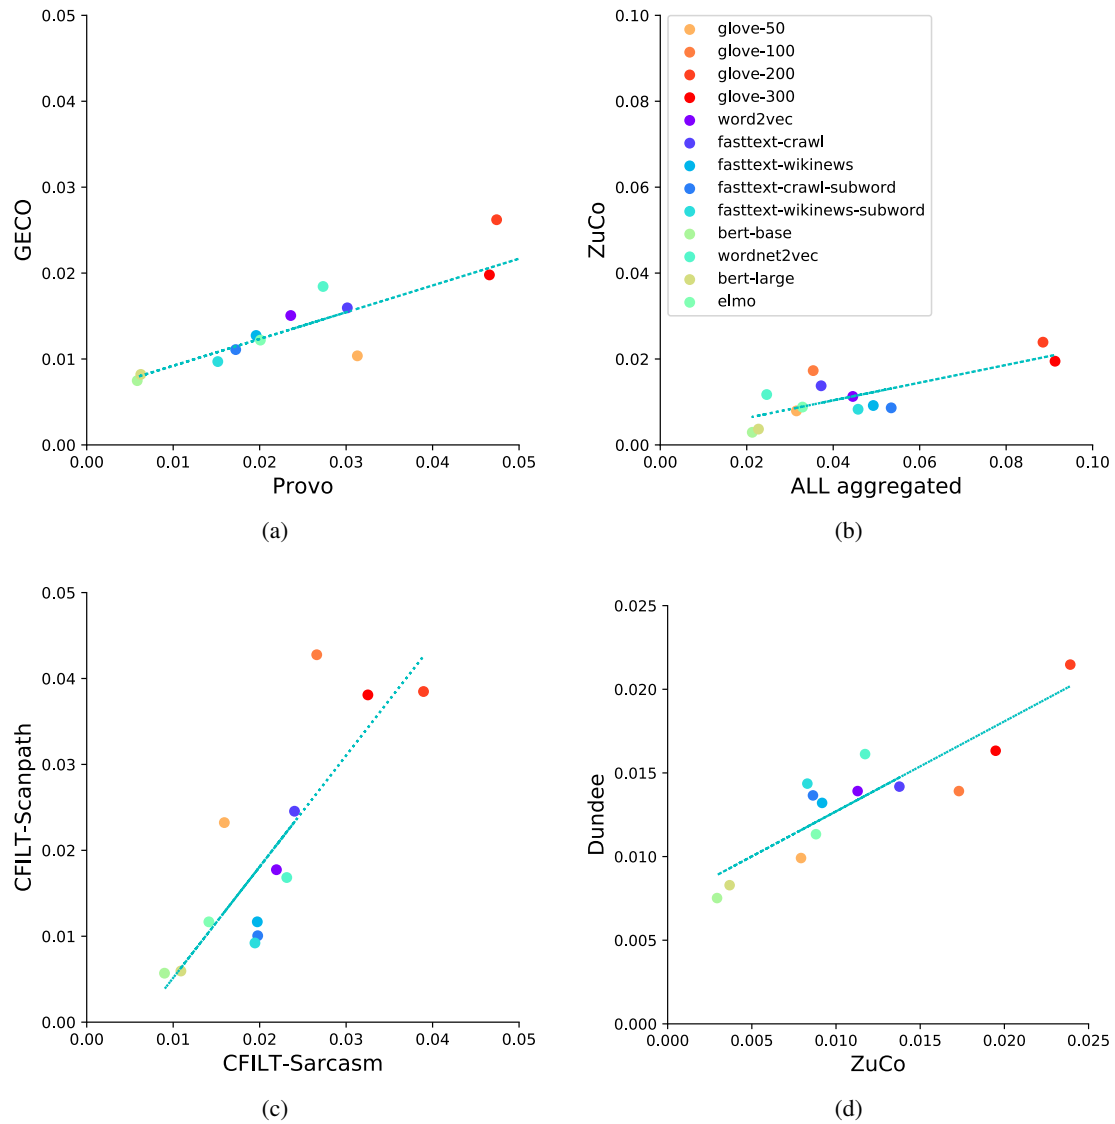 0.05
0.04
0.03
0.02
0.01
0.00
GECO
0.00 0.01 0.02 0.03 0.04 0.05
Provo
(a)
0.10
0.08
0.06
0.04
0.02
0.00
ZuCo
glove-50
glove-100
glove-200
glove-300
word2vec
fasttext-crawl
fasttext-wikinews
fasttext-crawl-subword
fasttext-wikinews-subword
bert-base
wordnet2vec
bert-large
elmo
0.00 0.02 0.04 0.06 0.08 0.10
ALL aggregated
(b)
0.05
0.04
0.03
0.02
0.01
0.00
CFILT-Scanpath
0.00 0.01 0.02 0.03 0.04 0.05
CFILT-Sarcasm
(c)
0.025
0.020
0.015
0.010
0.005
0.000
Dundee
0.000 0.005 0.010 0.015 0.020 0.025
ZuCo
(d)